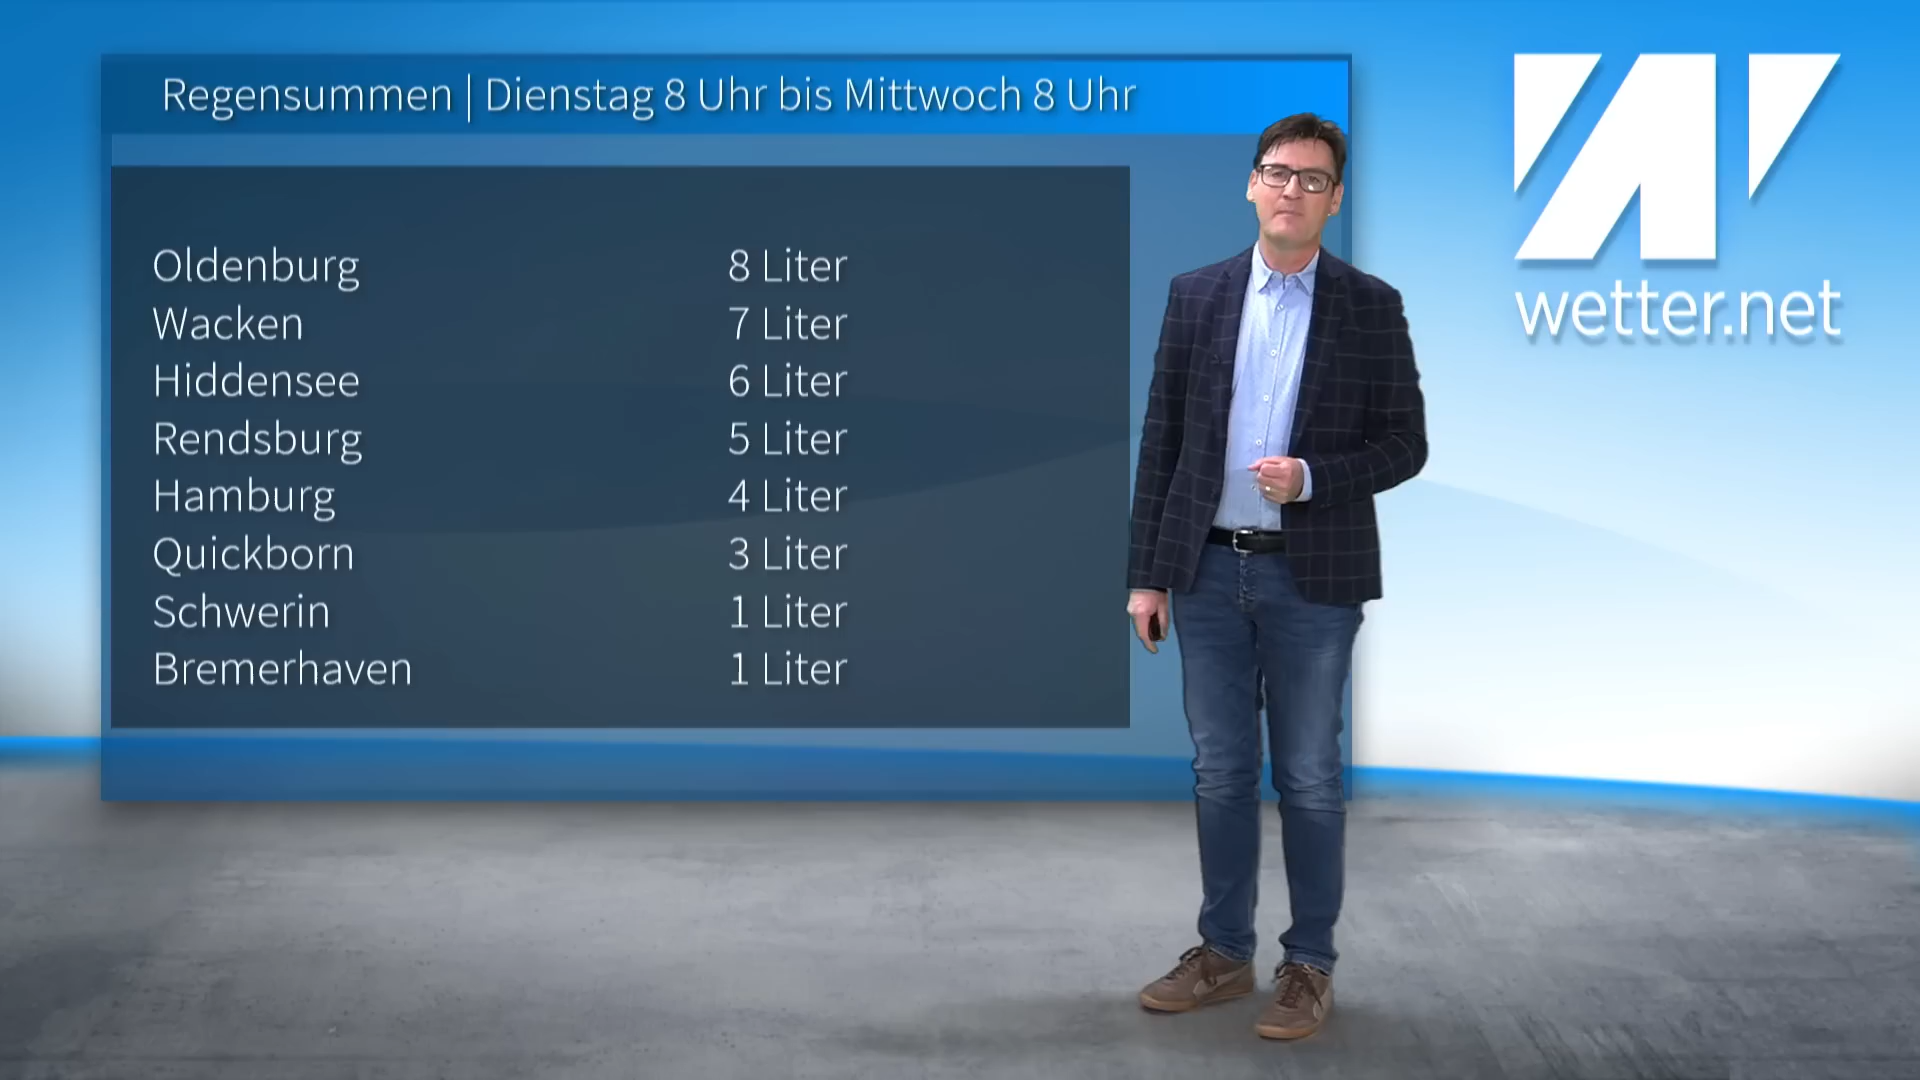 Regensummen | Dienstag 8 Uhr bis Mittwoch 8 Uhr
Oldenburg 8 Liter
Wacken 7 Liter
Hiddensee 6 Liter
Rendsburg 5 Liter
Hamburg 4 Liter
Quickborn 3 Liter
Schwerin 1 Liter
Bremerhaven 1 Liter
wetter.net